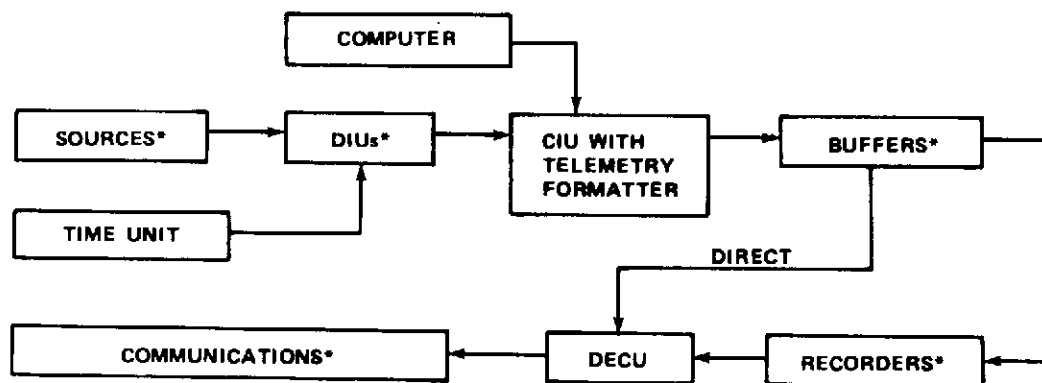 COMPUTER
SOURCES*
DIUs*
CIU WITH
TELEMETRY
FORMATTER
BUFFERS*
TIME UNIT
DIRECT
COMMUNICATIONS*
DECU
RECORDERS*